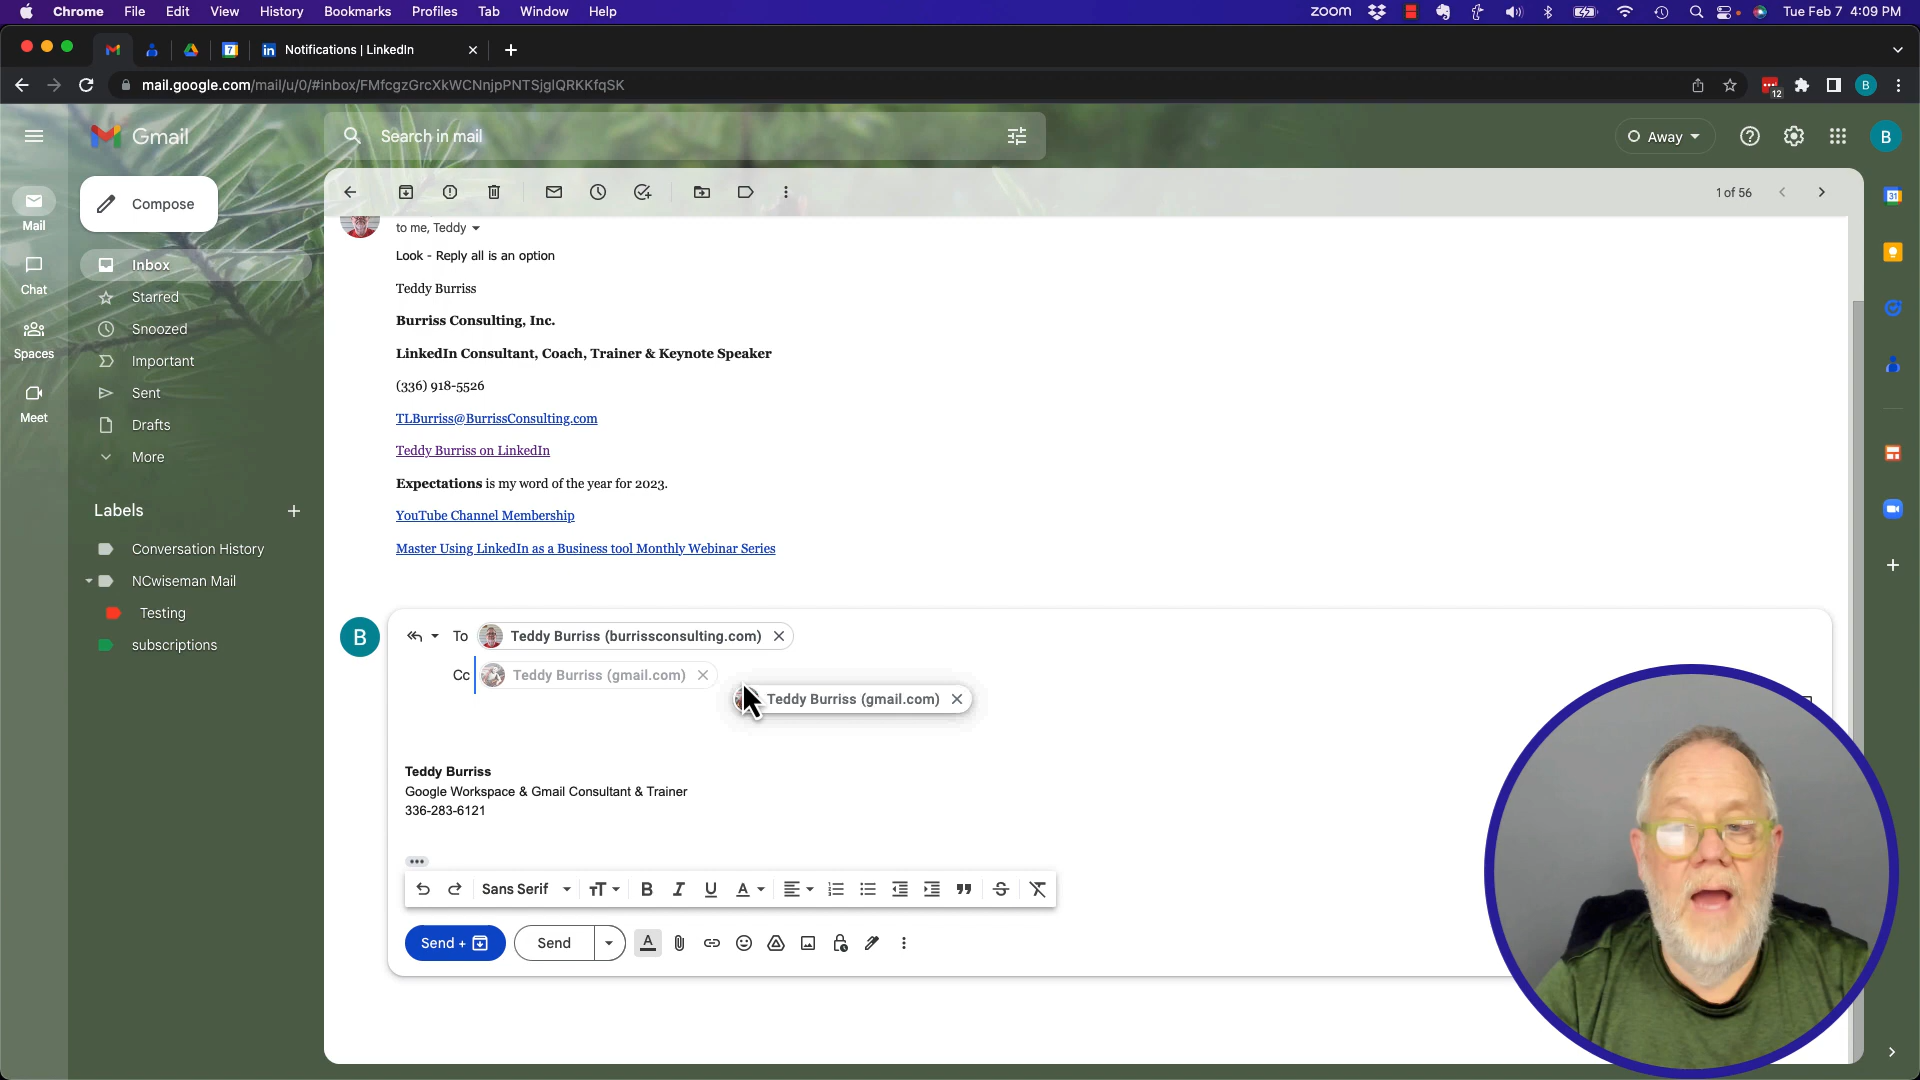 Chrome File Edit View History Bookmarks Profiles Tab Window Help
zoom Tue Feb 7 4:09 PM
7 in Notifications | LinkedIn
mail.google.com/mail/u/0/#inbox/FMfcgzGrcXkWCNnjpPNTSjglQRKKfqSK
12 B
Gmail
Search in mail
Away
B
Mail
Chat
Spaces
Meet
Compose
Inbox
Starred
Snoozed
Important
Sent
Drafts
More
Labels
Conversation History
NCwiseman Mail
Testing
subscriptions
1 of 56
31
to me, Teddy
Look - Reply all is an option
Teddy Burriss
Burriss Consulting, Inc.
LinkedIn Consultant, Coach, Trainer & Keynote Speaker
(336) 918-5526
TLBurriss@BurrissConsulting.com
Teddy Burriss on LinkedIn
Expectations is my word of the year for 2023.
YouTube Channel Membership
Master Using LinkedIn as a Business tool Monthly Webinar Series
B
To Teddy Burriss (burrissconsulting.com)
Cc Teddy Burriss (gmail.com)
Teddy Burriss (gmail.com)
Teddy Burriss
Google Workspace & Gmail Consultant & Trainer
336-283-6121
Sans Serif TT B I U A
Send + Send A